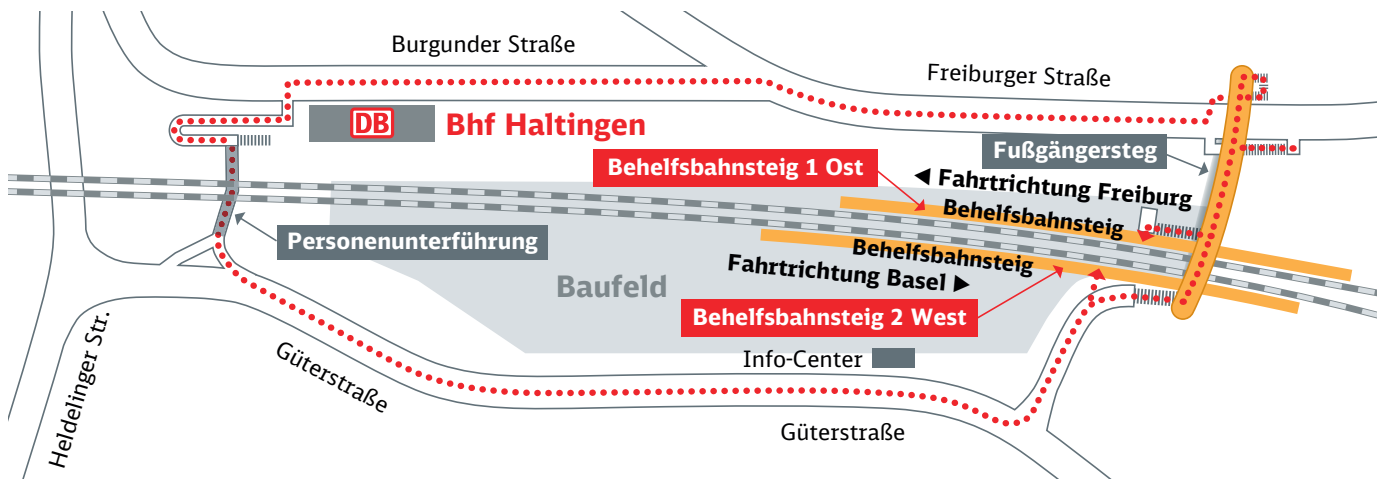 Burgunder Straße
Freiburger Straße
DB Bhf Haltingen
Fußgängersteg
Behelfsbahnsteig 1 Ost
◀ Fahrtrichtung Freiburg
Behelfsbahnsteig
Personenunterführung
Behelfsbahnsteig
Fahrtrichtung Basel ▶
Baufeld
Behelfsbahnsteig 2 West
Info-Center
Heldelinger Str.
Güterstraße
Güterstraße